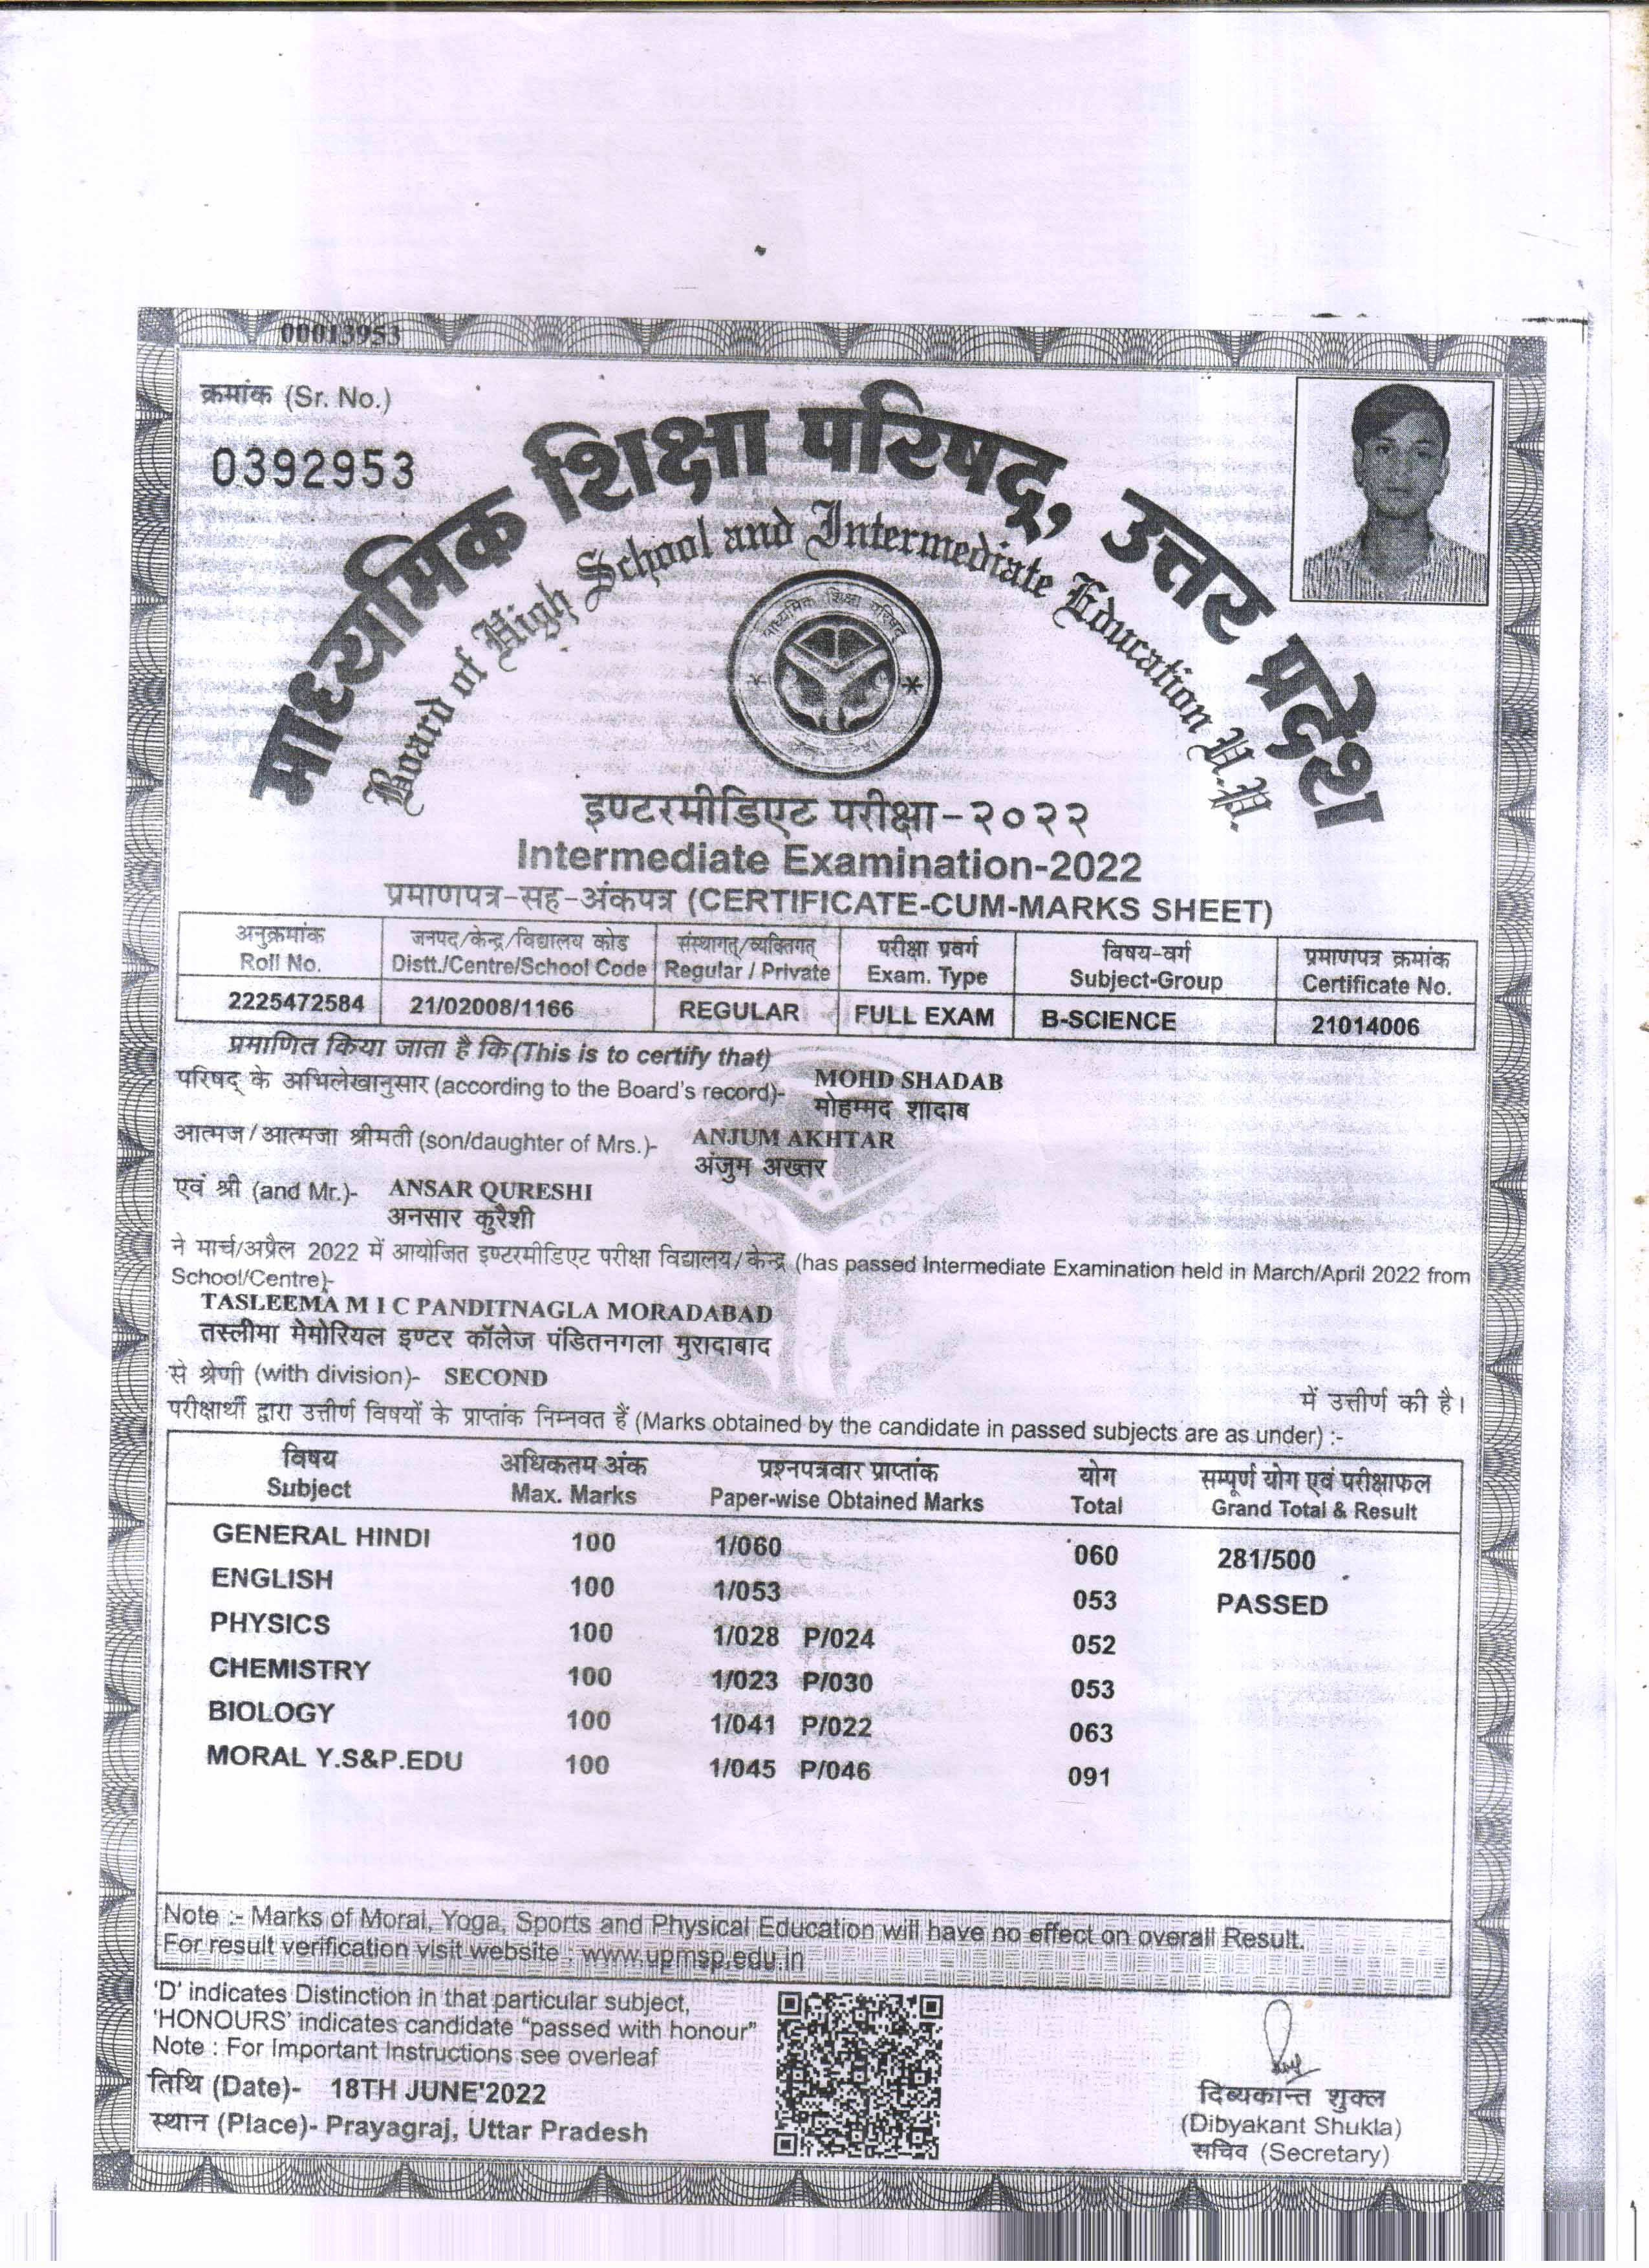 00013953
क्रमांक (Sr. No.)
0392953
माध्यमिक शिक्षा परिषद्, उत्तर प्रदेश
Board of High School and Intermediate Education U.P.
माध्यमिक शिक्षा परिषद्
इण्टरमीडिएट परीक्षा-२०२२
Intermediate Examination-2022
प्रमाणपत्र-सह-अंकपत्र (CERTIFICATE-CUM-MARKS SHEET)
अनुक्रमांक जनपद/केन्द्र/विद्यालय कोड संस्थागत्/व्यक्तिगत् परीक्षा प्रवर्ग विषय-वर्ग प्रमाणपत्र क्रमांक
Roll No. Distt./Centre/School Code Regular / Private Exam. Type Subject-Group Certificate No.
2225472584 21/02008/1166 REGULAR FULL EXAM B-SCIENCE 21014006
प्रमाणित किया जाता है कि (This is to certify that)
परिषद् के अभिलेखानुसार (according to the Board's record)- MOHD SHADAB
मोहम्मद शादाब
आत्मज/आत्मजा श्रीमती (son/daughter of Mrs.)- ANJUM AKHTAR
अंजुम अख्तर
एवं श्री (and Mr.)- ANSAR QURESHI
अनसार कुरैशी
ने मार्च/अप्रैल 2022 में आयोजित इण्टरमीडिएट परीक्षा विद्यालय/केन्द्र (has passed Intermediate Examination held in March/April 2022 from
School/Centre)-
TASLEEMA M I C PANDITNAGLA MORADABAD
तस्लीमा मेमोरियल इण्टर कॉलेज पंडितनगला मुरादाबाद
से श्रेणी (with division)- SECOND में उत्तीर्ण की है।
परीक्षार्थी द्वारा उत्तीर्ण विषयों के प्राप्तांक निम्नवत हैं (Marks obtained by the candidate in passed subjects are as under) :-
विषय अधिकतम अंक प्रश्नपत्रवार प्राप्तांक योग सम्पूर्ण योग एवं परीक्षाफल
Subject Max. Marks Paper-wise Obtained Marks Total Grand Total & Result
GENERAL HINDI 100 1/060 060 281/500
ENGLISH 100 1/053 053 PASSED
PHYSICS 100 1/028 P/024 052
CHEMISTRY 100 1/023 P/030 053
BIOLOGY 100 1/041 P/022 063
MORAL Y.S&P.EDU 100 1/045 P/046 091
Note :- Marks of Moral, Yoga, Sports and Physical Education will have no effect on overall Result.
For result verification visit website : www.upmsp.edu.in
'D' indicates Distinction in that particular subject,
'HONOURS' indicates candidate "passed with honour"
Note : For Important Instructions see overleaf
तिथि (Date)- 18TH JUNE'2022
स्थान (Place)- Prayagraj, Uttar Pradesh
दिब्यकान्त शुक्ल
(Dibyakant Shukla)
सचिव (Secretary)